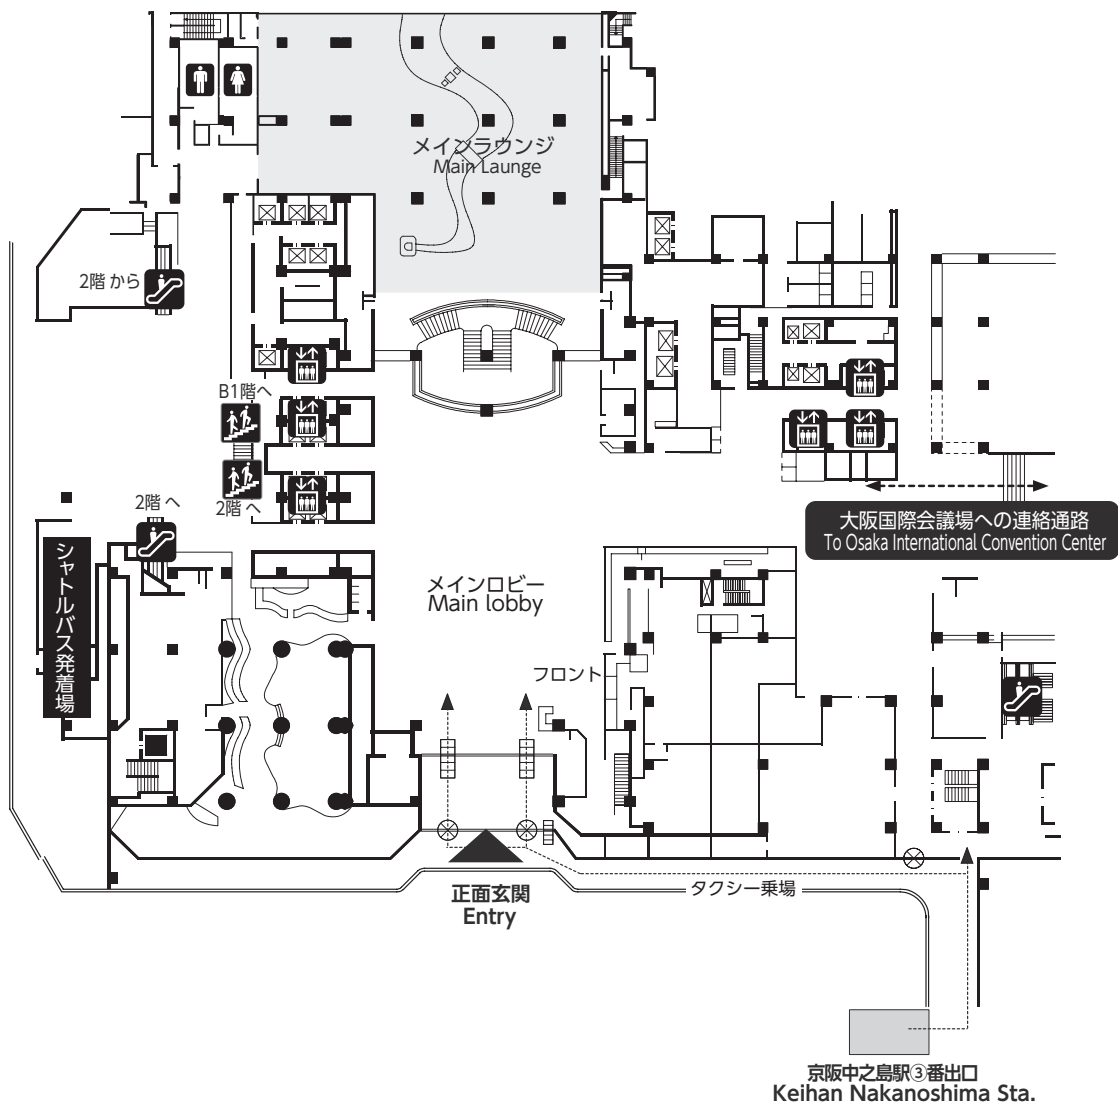 メインラウンジ
Main Launge
2階 から
B1階へ
2階 へ
2階 へ
大阪国際会議場への連絡通路
To Osaka International Convention Center
シャトルバス発着場
メインロビー
Main lobby
フロント
正面玄関
Entry
タクシー乗場
京阪中之島駅③番出口
Keihan Nakanoshima Sta.